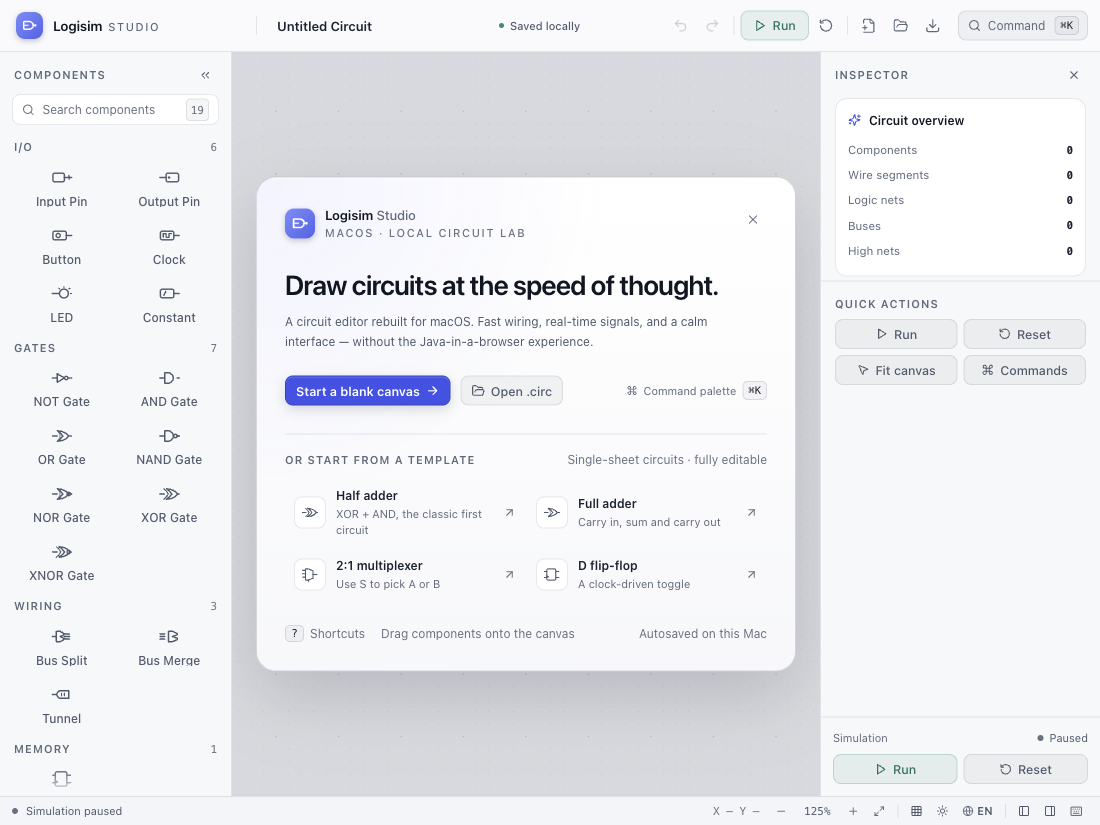 Logisim STUDIO
Untitled Circuit
Saved locally
Run
Command ⌘K
COMPONENTS
Search components 19
I/O 6
Input Pin Output Pin
Button Clock
LED Constant
GATES 7
NOT Gate AND Gate
OR Gate NAND Gate
NOR Gate XOR Gate
XNOR Gate
WIRING 3
Bus Split Bus Merge
Tunnel
MEMORY 1
Logisim Studio
MACOS · LOCAL CIRCUIT LAB
Draw circuits at the speed of thought.
A circuit editor rebuilt for macOS. Fast wiring, real-time signals, and a calm
interface — without the Java-in-a-browser experience.
Start a blank canvas → Open .circ ⌘ Command palette ⌘K
OR START FROM A TEMPLATE Single-sheet circuits · fully editable
Half adder
XOR + AND, the classic first
circuit
Full adder
Carry in, sum and carry out
2:1 multiplexer
Use S to pick A or B
D flip-flop
A clock-driven toggle
? Shortcuts Drag components onto the canvas Autosaved on this Mac
INSPECTOR
Circuit overview
Components 0
Wire segments 0
Logic nets 0
Buses 0
High nets 0
QUICK ACTIONS
Run Reset
Fit canvas ⌘ Commands
Simulation Paused
Run Reset
Simulation paused
X — Y — − 125% + EN